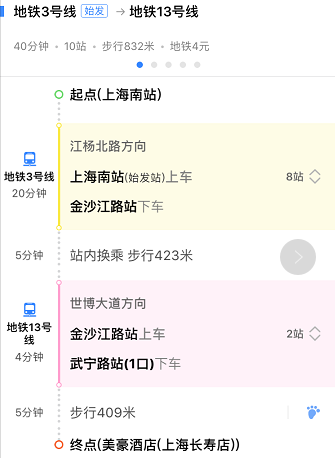 地铁3号线 始发 → 地铁13号线
40分钟 • 10站 • 步行832米 • 地铁4元
起点(上海南站)
江杨北路方向
地铁3号线
20分钟
上海南站(始发站)上车 8站
金沙江路站下车
5分钟 站内换乘 步行423米
世博大道方向
地铁13号线
4分钟
金沙江路站上车 2站
武宁路站(1口)下车
5分钟 步行409米
终点(美豪酒店(上海长寿店))